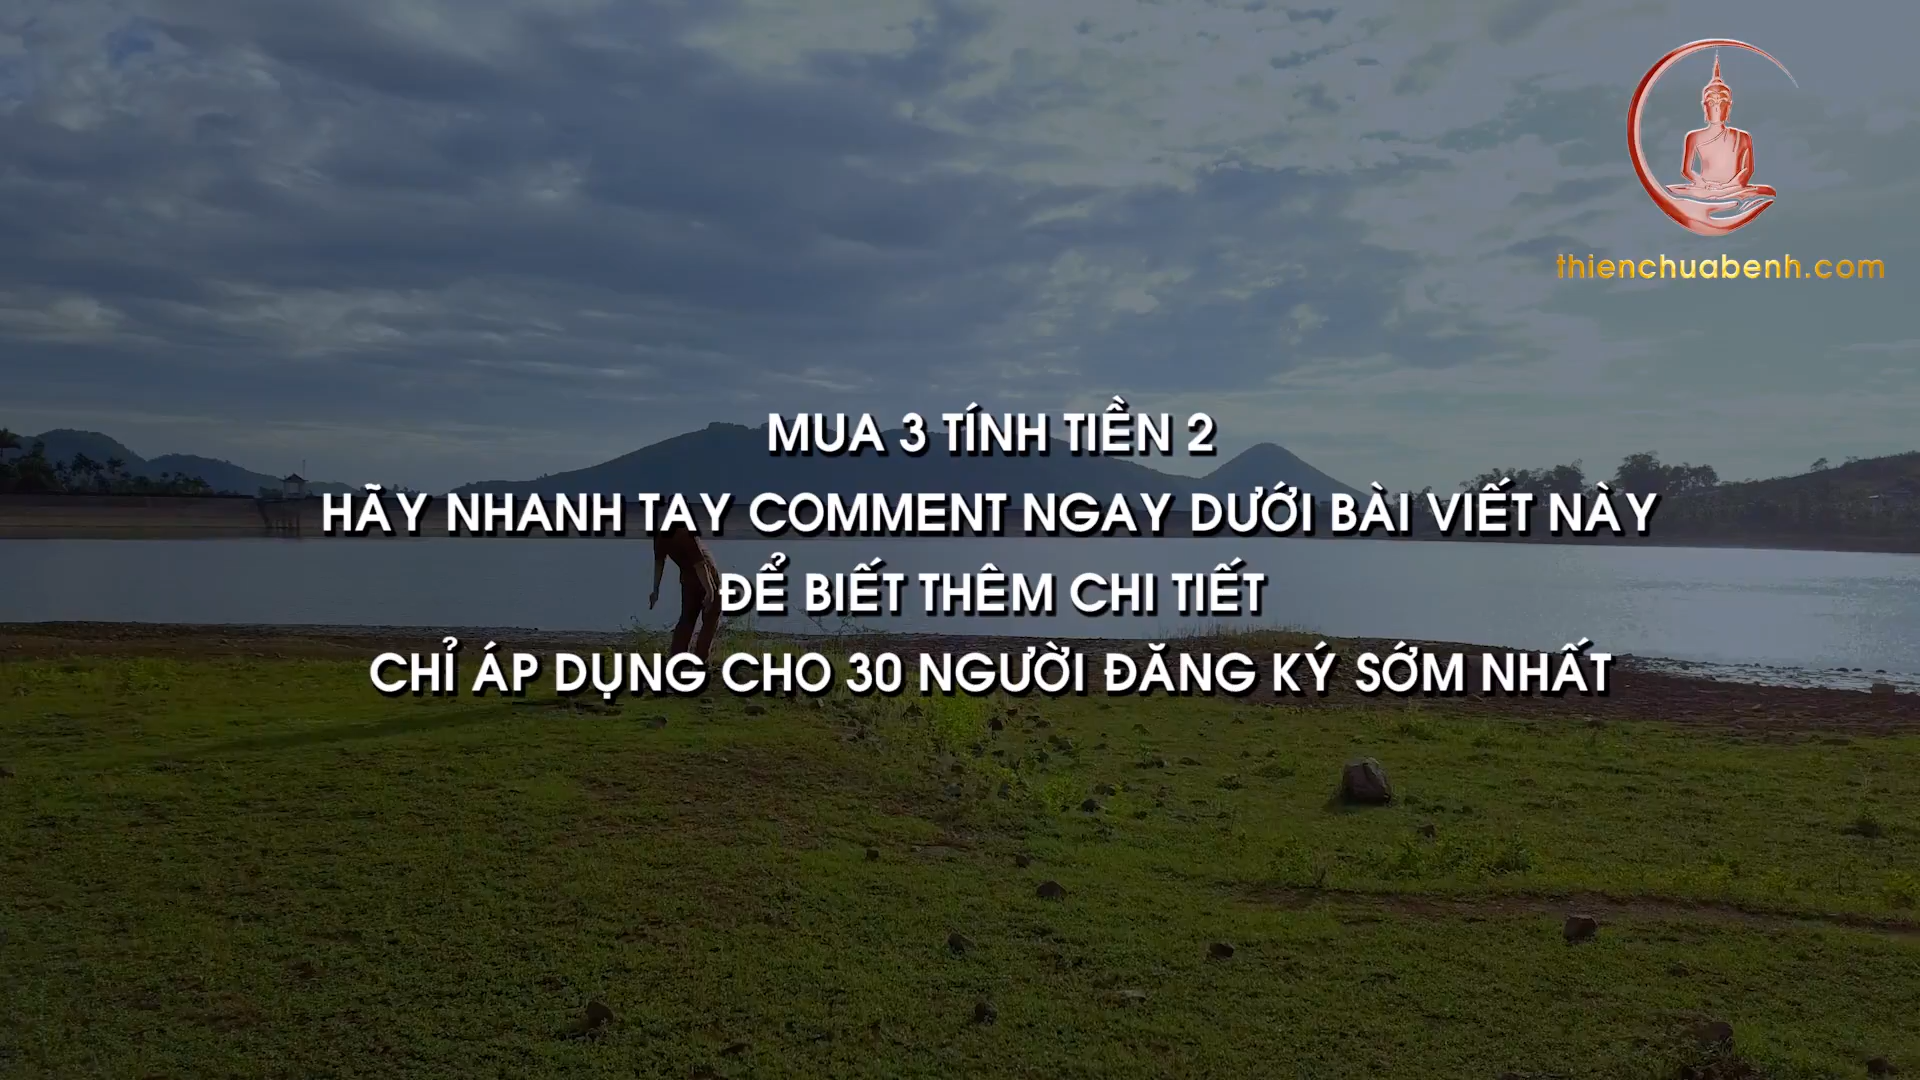 thienchuabenh.com
MUA 3 TÍNH TIỀN 2
HÃY NHANH TAY COMMENT NGAY DƯỚI BÀI VIẾT NÀY
ĐỂ BIẾT THÊM CHI TIẾT
CHỈ ÁP DỤNG CHO 30 NGƯỜI ĐĂNG KÝ SỚM NHẤT